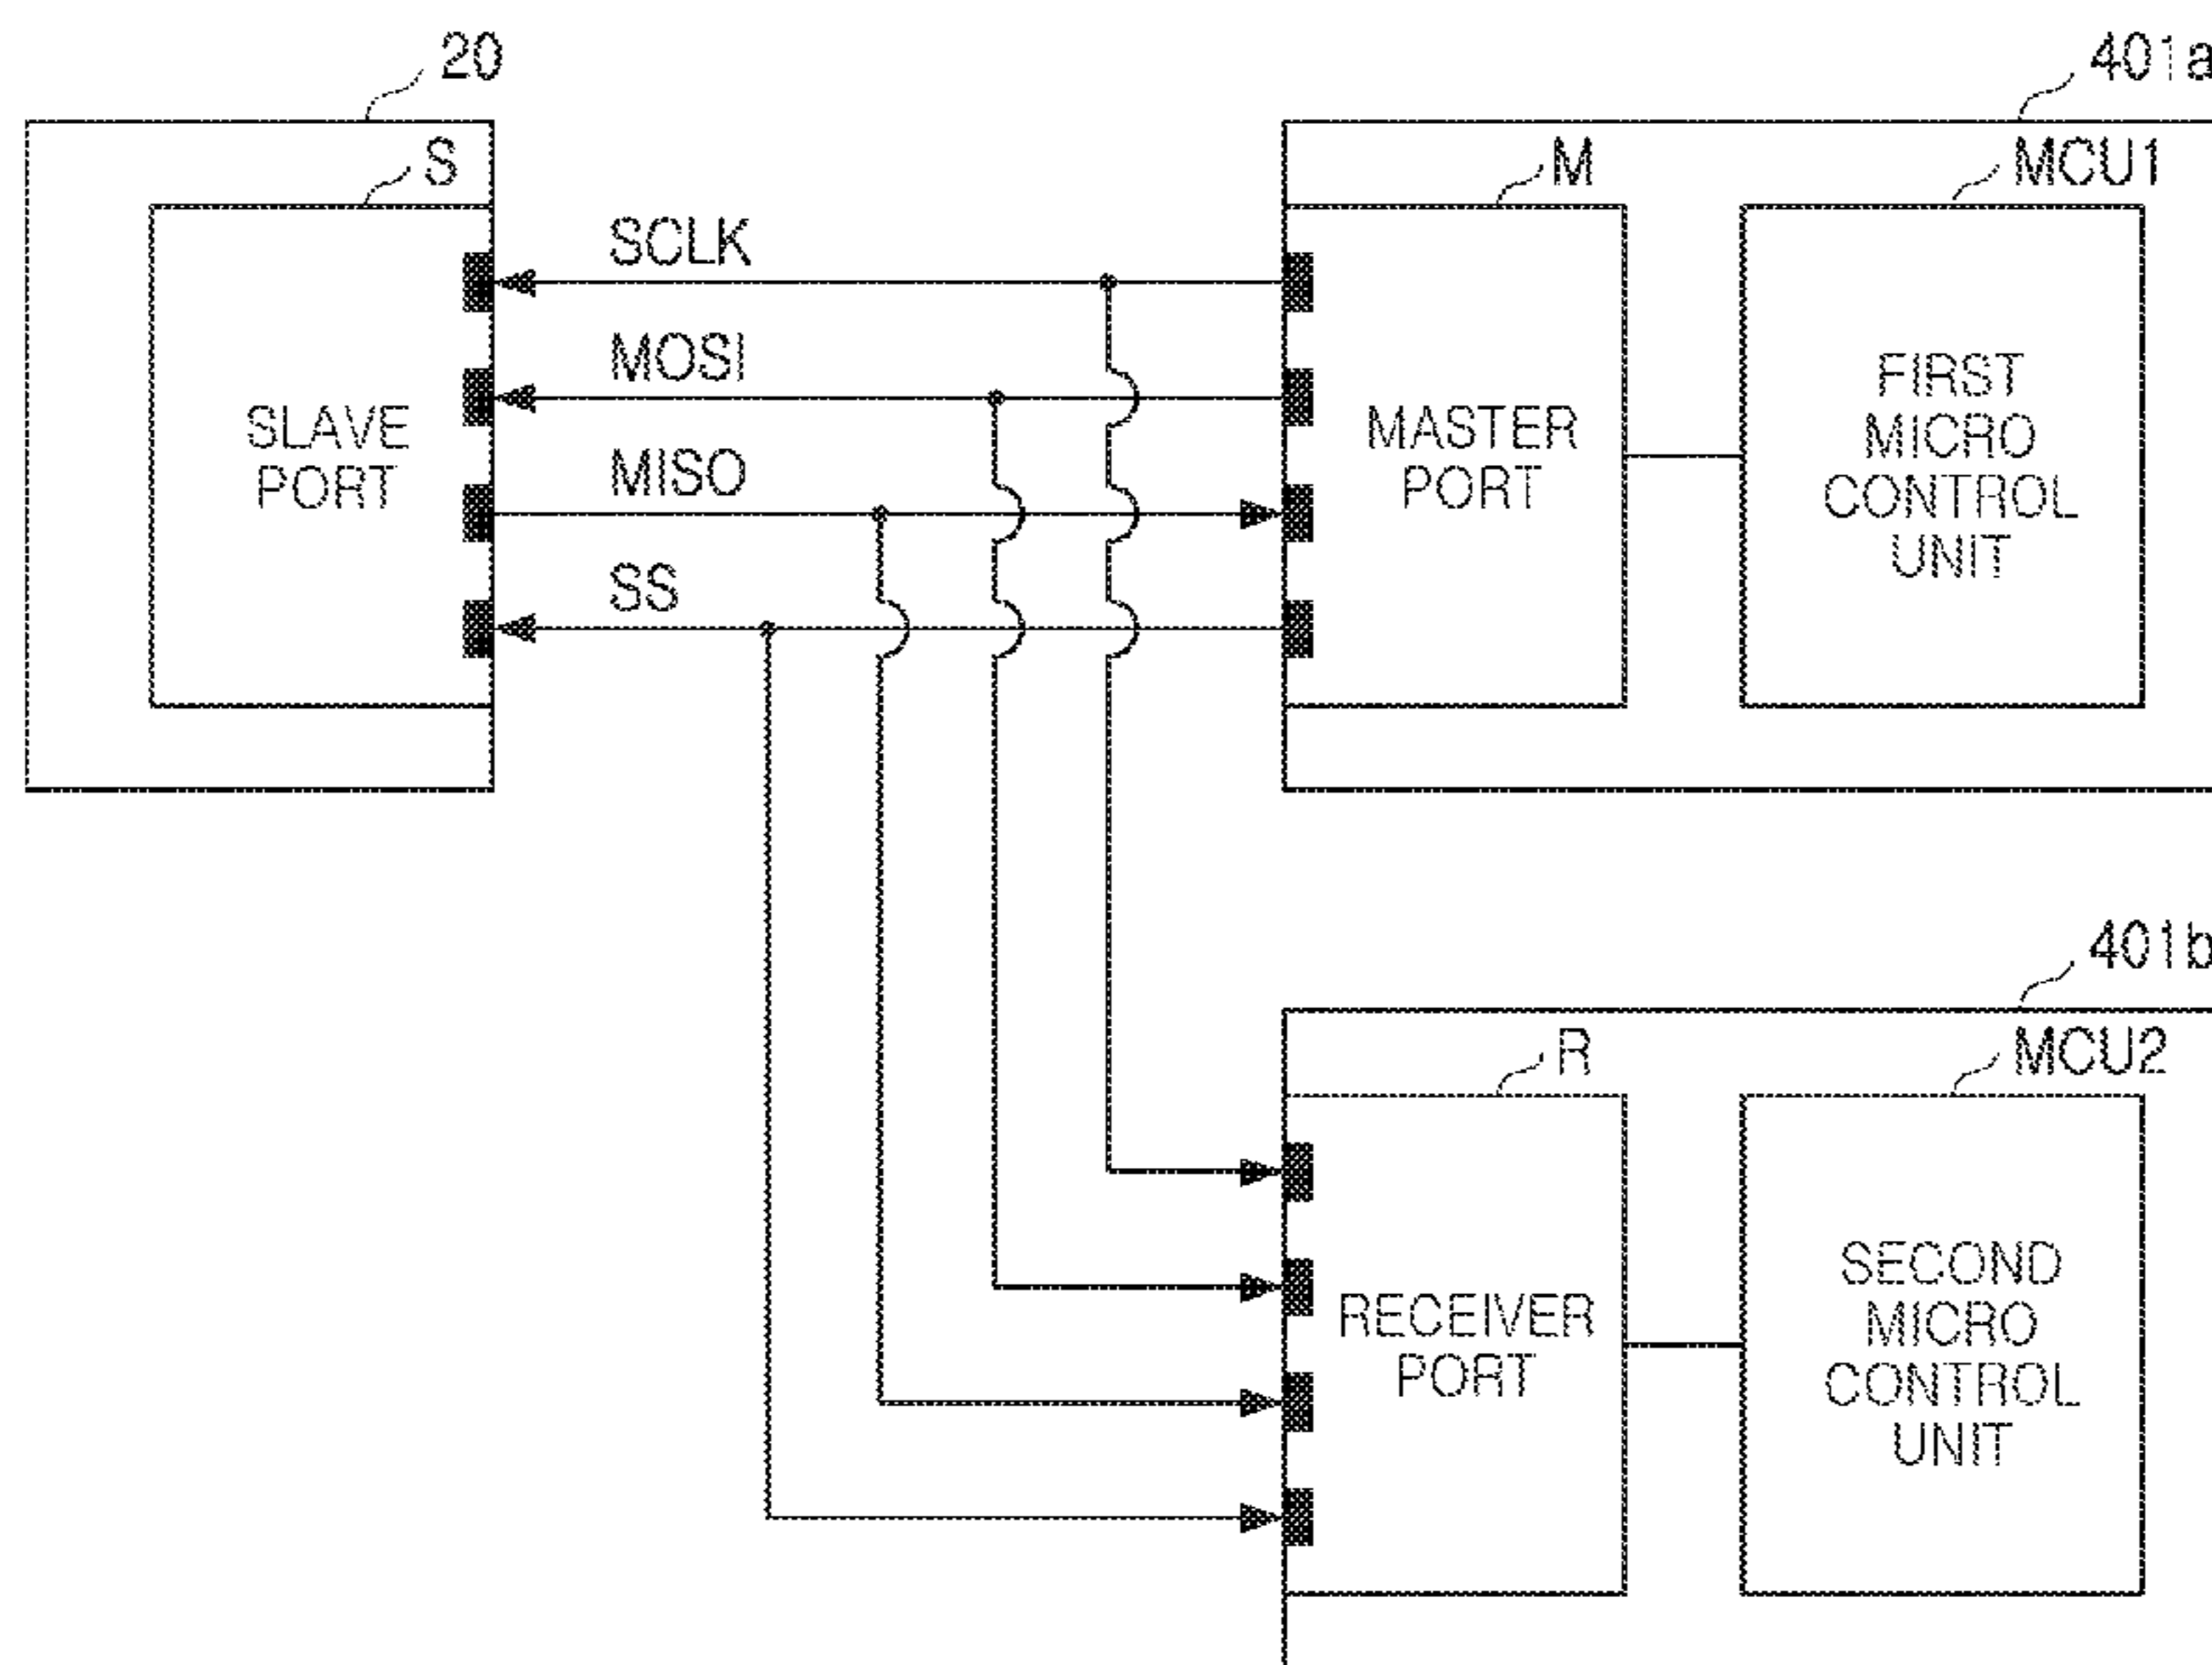 20
401a
S
M
MCU1
SCLK
MOSI
MISO
SS
SLAVE
PORT
MASTER
PORT
FIRST
MICRO
CONTROL
UNIT
401b
R
MCU2
RECEIVER
PORT
SECOND
MICRO
CONTROL
UNIT